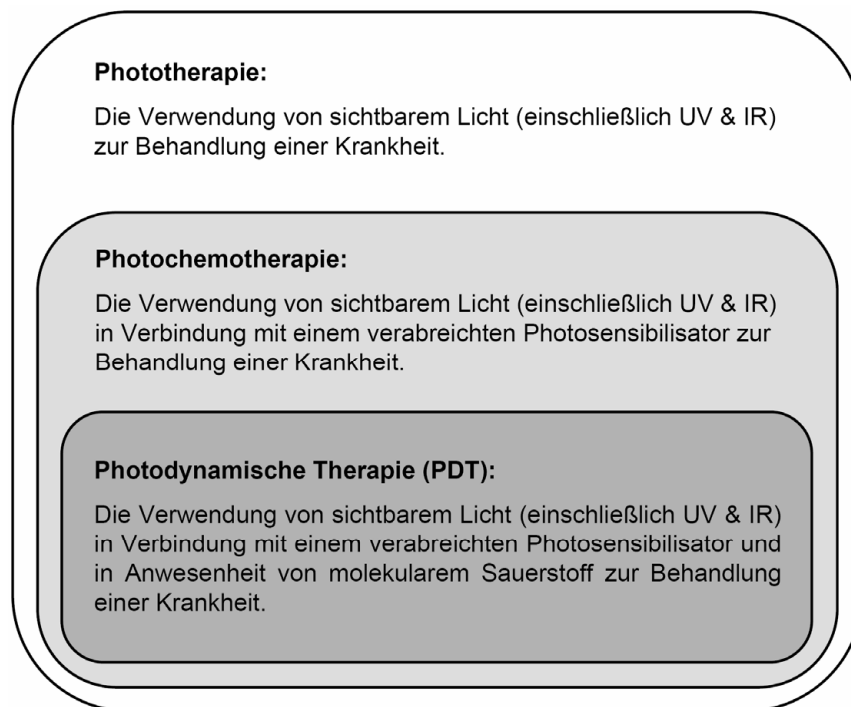 Phototherapie:
Die Verwendung von sichtbarem Licht (einschließlich UV & IR)
zur Behandlung einer Krankheit.
Photochemotherapie:
Die Verwendung von sichtbarem Licht (einschließlich UV & IR)
in Verbindung mit einem verabreichten Photosensibilisator zur
Behandlung einer Krankheit.
Photodynamische Therapie (PDT):
Die Verwendung von sichtbarem Licht (einschließlich UV & IR)
in Verbindung mit einem verabreichten Photosensibilisator und
in Anwesenheit von molekularem Sauerstoff zur Behandlung
einer Krankheit.